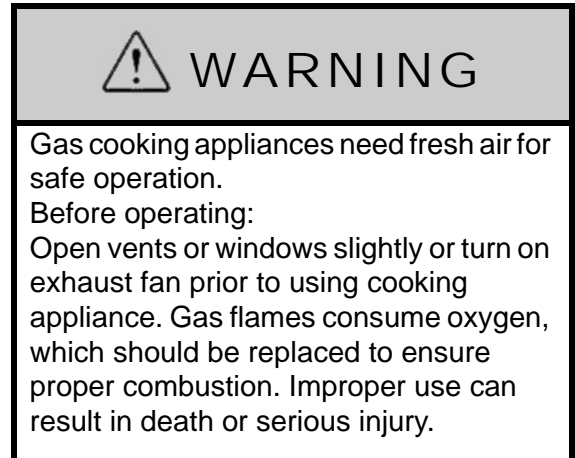 WARNING
Gas cooking appliances need fresh air for
safe operation.
Before operating:
Open vents or windows slightly or turn on
exhaust fan prior to using cooking
appliance. Gas flames consume oxygen,
which should be replaced to ensure
proper combustion. Improper use can
result in death or serious injury.